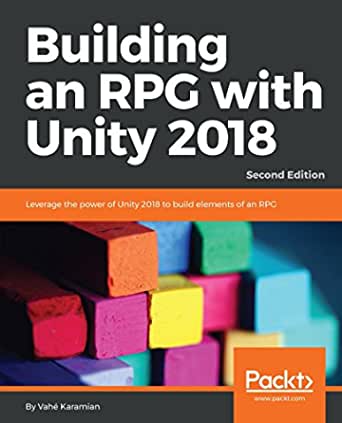 Building
an RPG with
Unity 2018
Second Edition
Leverage the power of Unity 2018 to build elements of an RPG
By Vahé Karamian
Packt>
www.packt.com